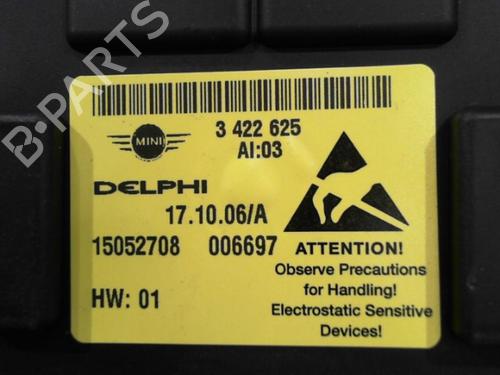 B-PARTS
MINI
3 422 625
AI:03
DELPHI
17.10.06/A
15052708 006697
HW: 01
ATTENTION!
Observe Precautions
for Handling!
Electrostatic Sensitive
Devices!